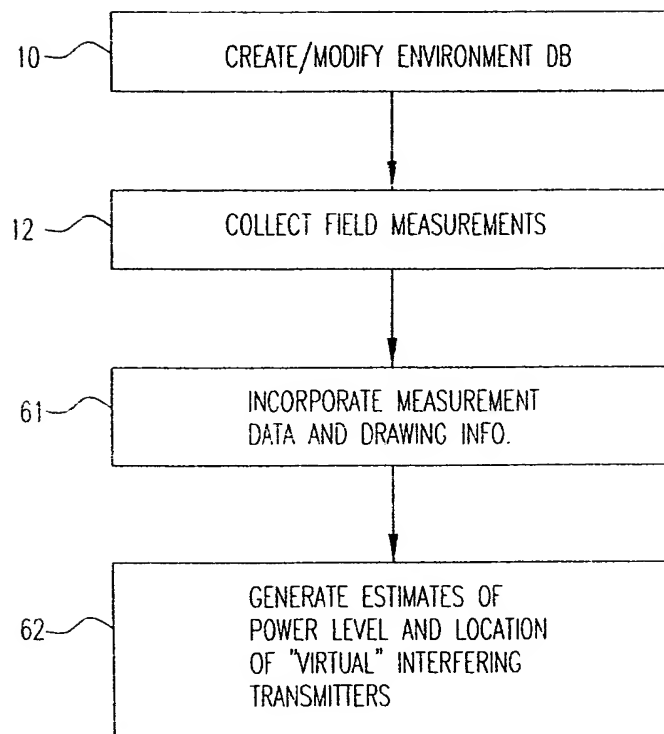 10
CREATE/MODIFY ENVIRONMENT DB
12
COLLECT FIELD MEASUREMENTS
61
INCORPORATE MEASUREMENT
DATA AND DRAWING INFO.
62
GENERATE ESTIMATES OF
POWER LEVEL AND LOCATION
OF "VIRTUAL" INTERFERING
TRANSMITTERS